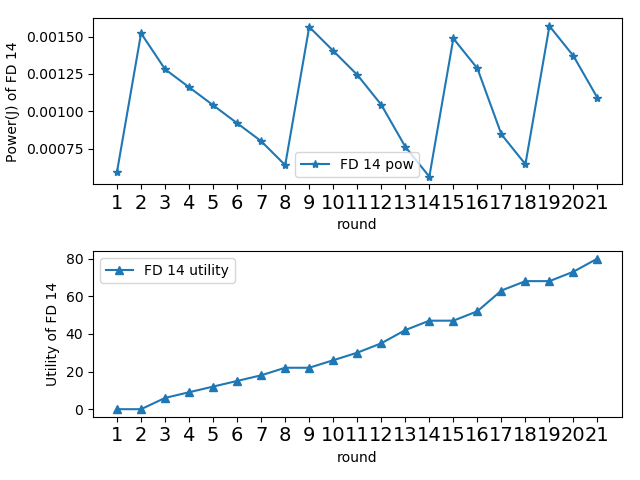 Power(J) of FD 14
0.00150
0.00125
0.00100
0.00075
FD 14 pow
1 2 3 4 5 6 7 8 9 10 11 12 13 14 15 16 17 18 19 20 21
round
Utility of FD 14
80
60
40
20
0
FD 14 utility
1 2 3 4 5 6 7 8 9 10 11 12 13 14 15 16 17 18 19 20 21
round